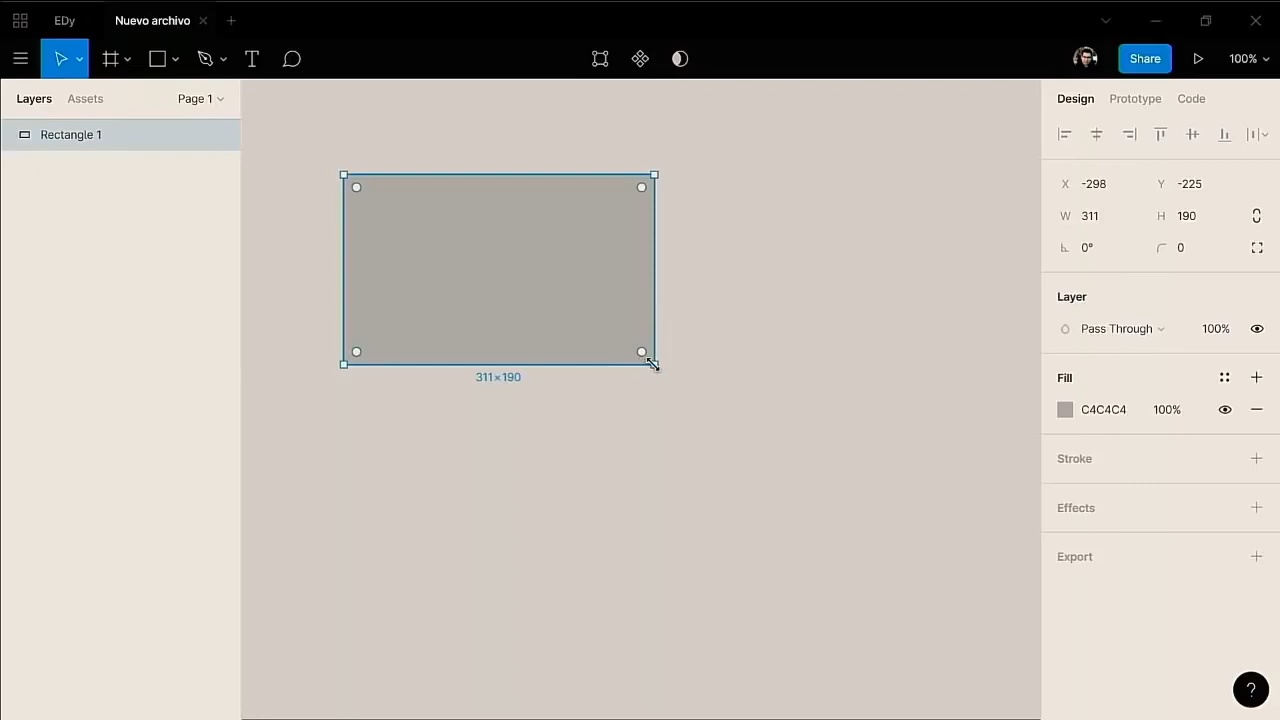 EDy
Nuevo archivo
Share
100%
Layers Assets Page 1
Rectangle 1
311×190
Design Prototype Code
X -298 Y -225
W 311 H 190
0° 0
Layer
Pass Through 100%
Fill
C4C4C4 100%
Stroke
Effects
Export
?